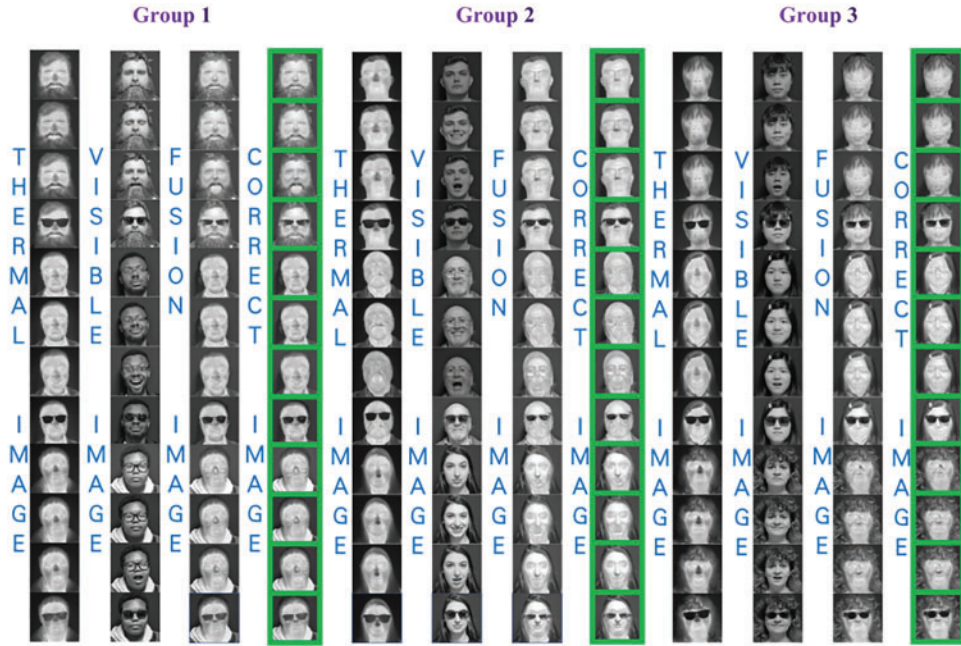 Group 1
Group 2
Group 3
THERMAL IMAGE
VISIBLE IMAGE
FUSION IMAGE
CORRECT IMAGE
THERMAL IMAGE
VISIBLE IMAGE
FUSION IMAGE
CORRECT IMAGE
THERMAL IMAGE
VISIBLE IMAGE
FUSION IMAGE
CORRECT IMAGE